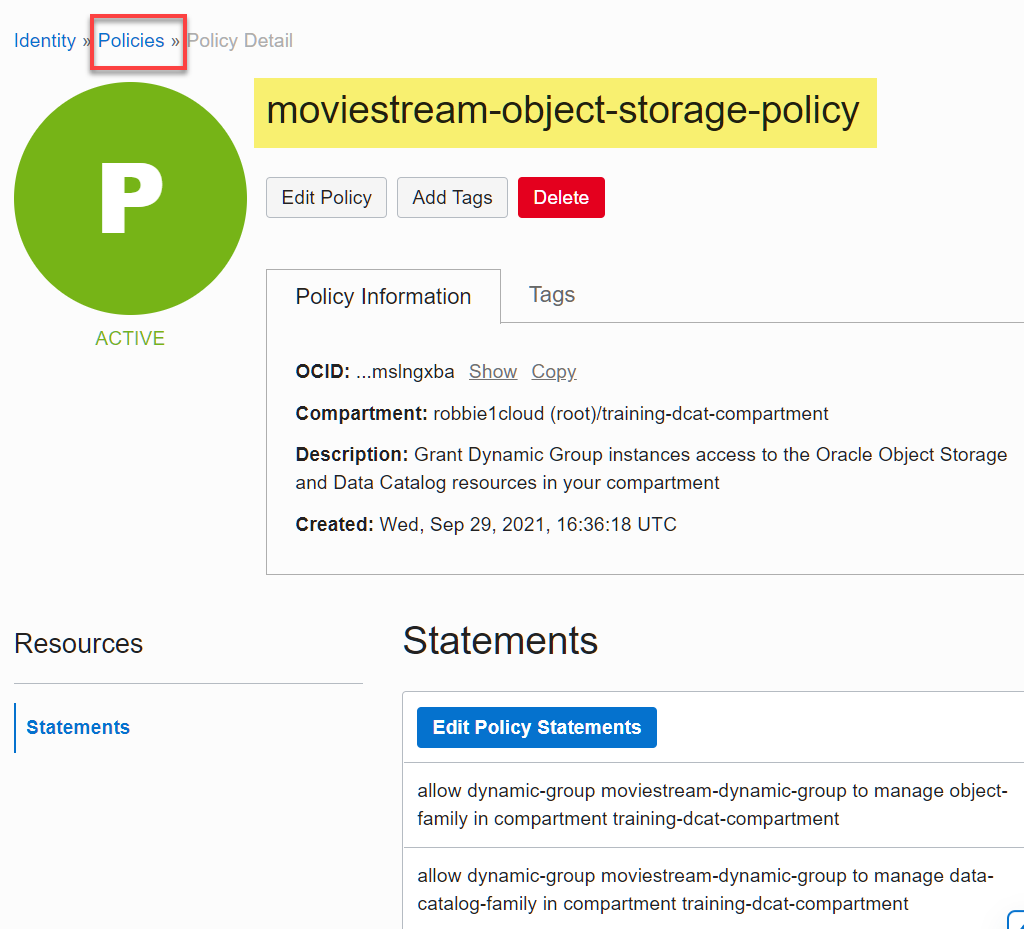 Identity » Policies » Policy Detail
P
ACTIVE
moviestream-object-storage-policy
Edit Policy Add Tags Delete
Policy Information Tags
OCID: ...mslngxba Show Copy
Compartment: robbie1cloud (root)/training-dcat-compartment
Description: Grant Dynamic Group instances access to the Oracle Object Storage
and Data Catalog resources in your compartment
Created: Wed, Sep 29, 2021, 16:36:18 UTC
Resources
Statements
Statements
Edit Policy Statements
allow dynamic-group moviestream-dynamic-group to manage object-
family in compartment training-dcat-compartment
allow dynamic-group moviestream-dynamic-group to manage data-
catalog-family in compartment training-dcat-compartment